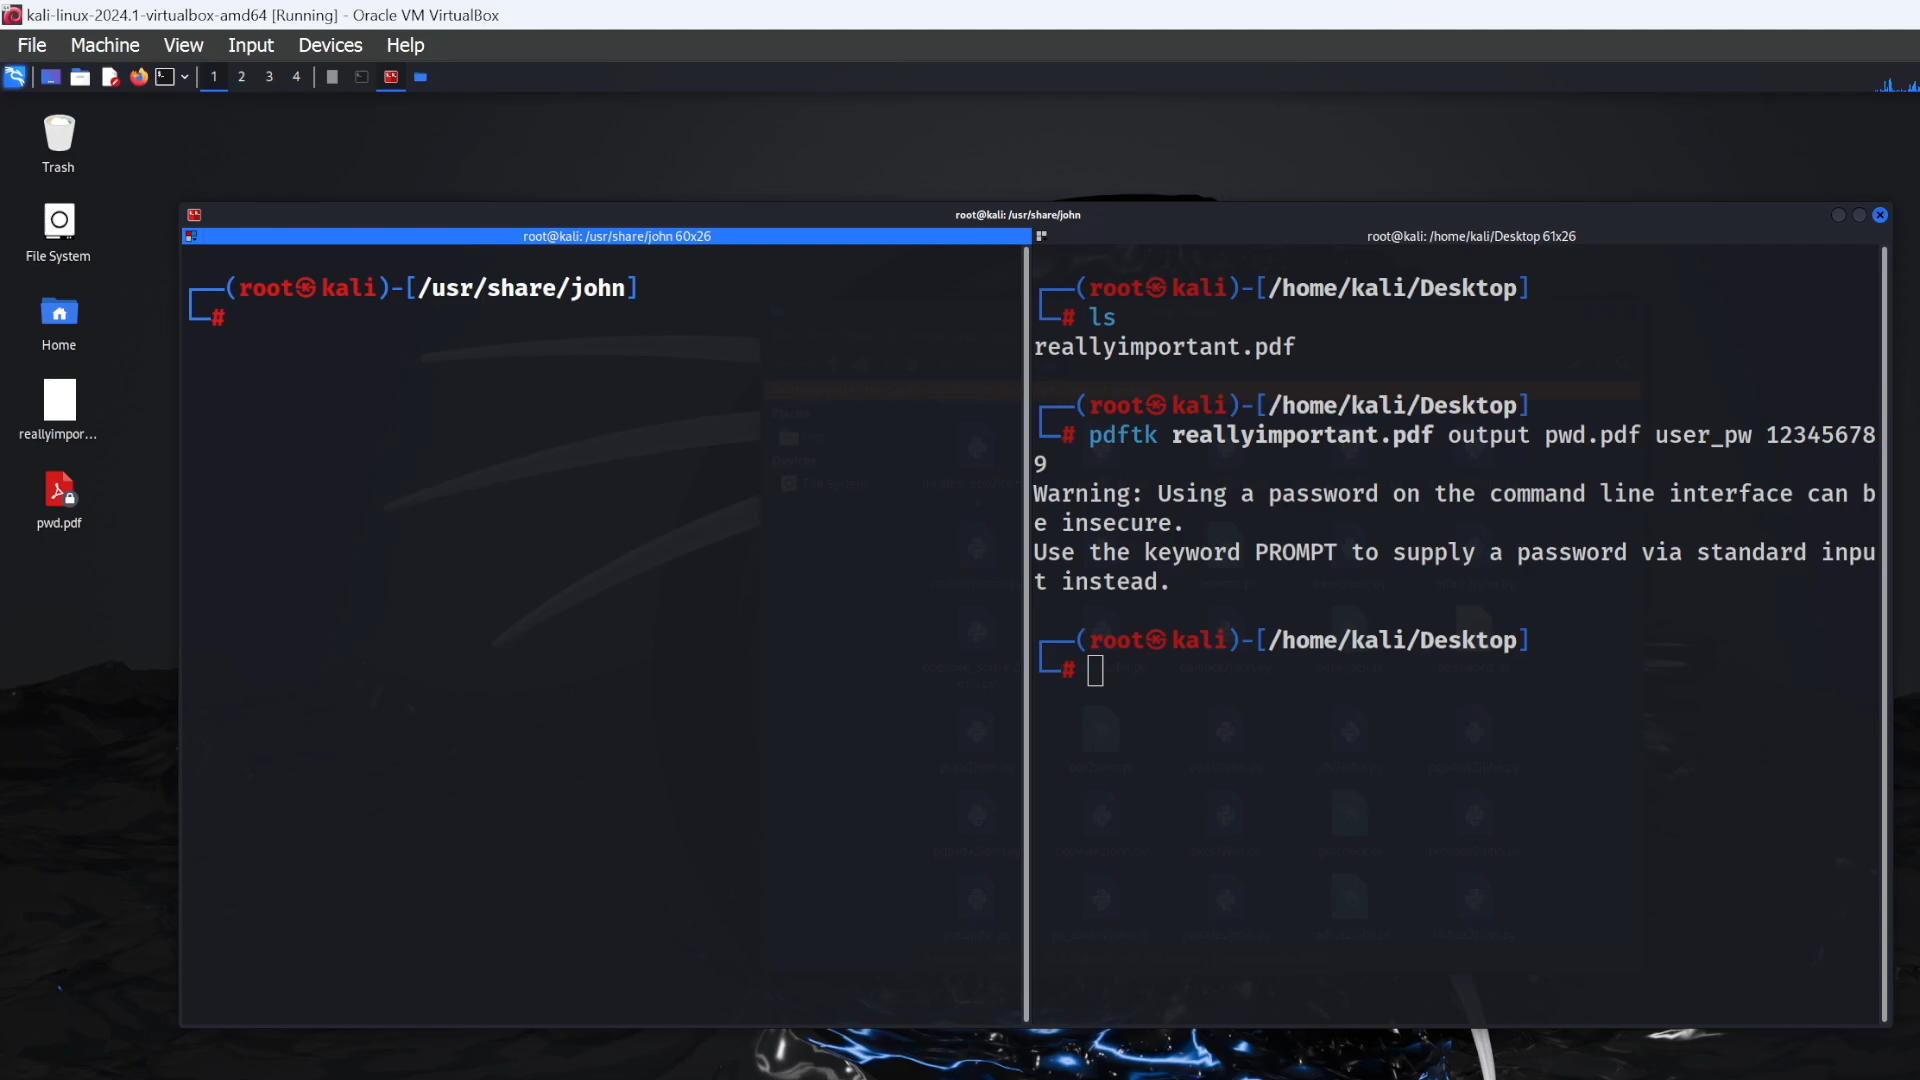 kali-linux-2024.1-virtualbox-amd64 [Running] - Oracle VM VirtualBox
File Machine View Input Devices Help
1 2 3 4
Trash
File System
Home
reallyimpor...
pwd.pdf
root@kali: /usr/share/john
root@kali: /usr/share/john 60x26
root@kali: /home/kali/Desktop 61x26
┌──(root㉿kali)-[/usr/share/john]
└─#
┌──(root㉿kali)-[/home/kali/Desktop]
└─# ls
reallyimportant.pdf
┌──(root㉿kali)-[/home/kali/Desktop]
└─# pdftk reallyimportant.pdf output pwd.pdf user_pw 12345678
9
Warning: Using a password on the command line interface can b
e insecure.
Use the keyword PROMPT to supply a password via standard inpu
t instead.
┌──(root㉿kali)-[/home/kali/Desktop]
└─#